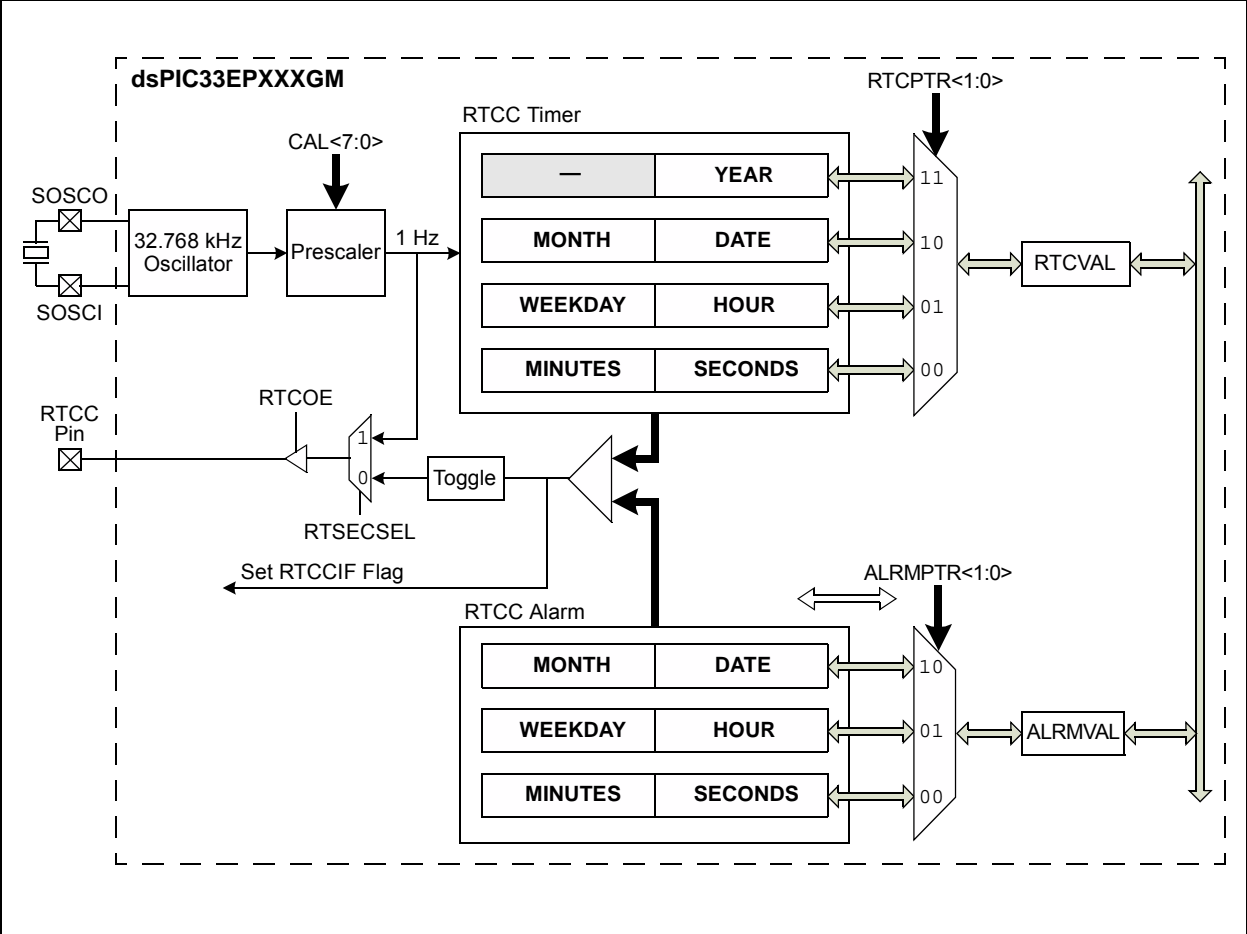 dsPIC33EPXXXGM
RTCPTR<1:0>
RTCC Timer
CAL<7:0>
— YEAR
11
SOSCO
32.768 kHz
Oscillator
Prescaler
1 Hz
MONTH DATE
10
RTCVAL
SOSCI
WEEKDAY HOUR
01
MINUTES SECONDS
00
RTCOE
RTCC
Pin
1
0
Toggle
RTSECSEL
Set RTCCIF Flag
ALRMPTR<1:0>
RTCC Alarm
MONTH DATE
10
WEEKDAY HOUR
01
ALRMVAL
MINUTES SECONDS
00